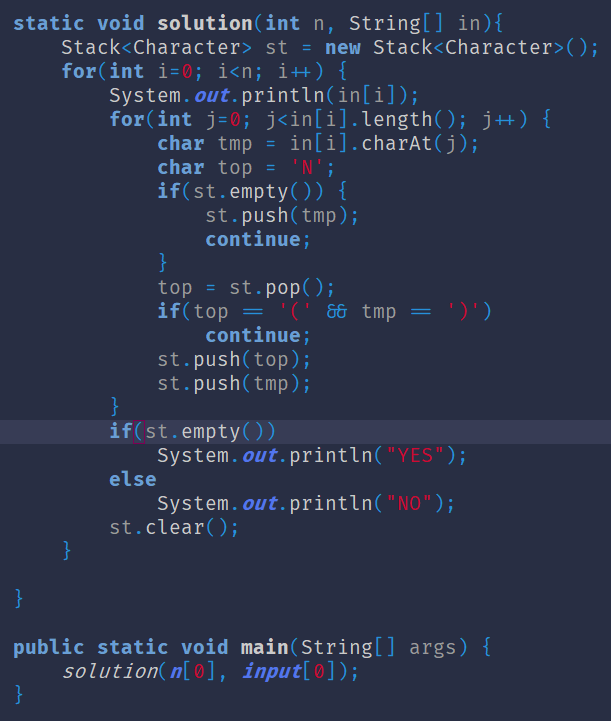 static void solution(int n, String[] in){
    Stack<Character> st = new Stack<Character>();
    for(int i=0; i<n; i++) {
        System.out.println(in[i]);
        for(int j=0; j<in[i].length(); j++) {
            char tmp = in[i].charAt(j);
            char top = 'N';
            if(st.empty()) {
                st.push(tmp);
                continue;
            }
            top = st.pop();
            if(top == '(' && tmp == ')')
                continue;
            st.push(top);
            st.push(tmp);
        }
        if(st.empty())
            System.out.println("YES");
        else
            System.out.println("NO");
        st.clear();
    }

}

public static void main(String[] args) {
    solution(n[0], input[0]);
}